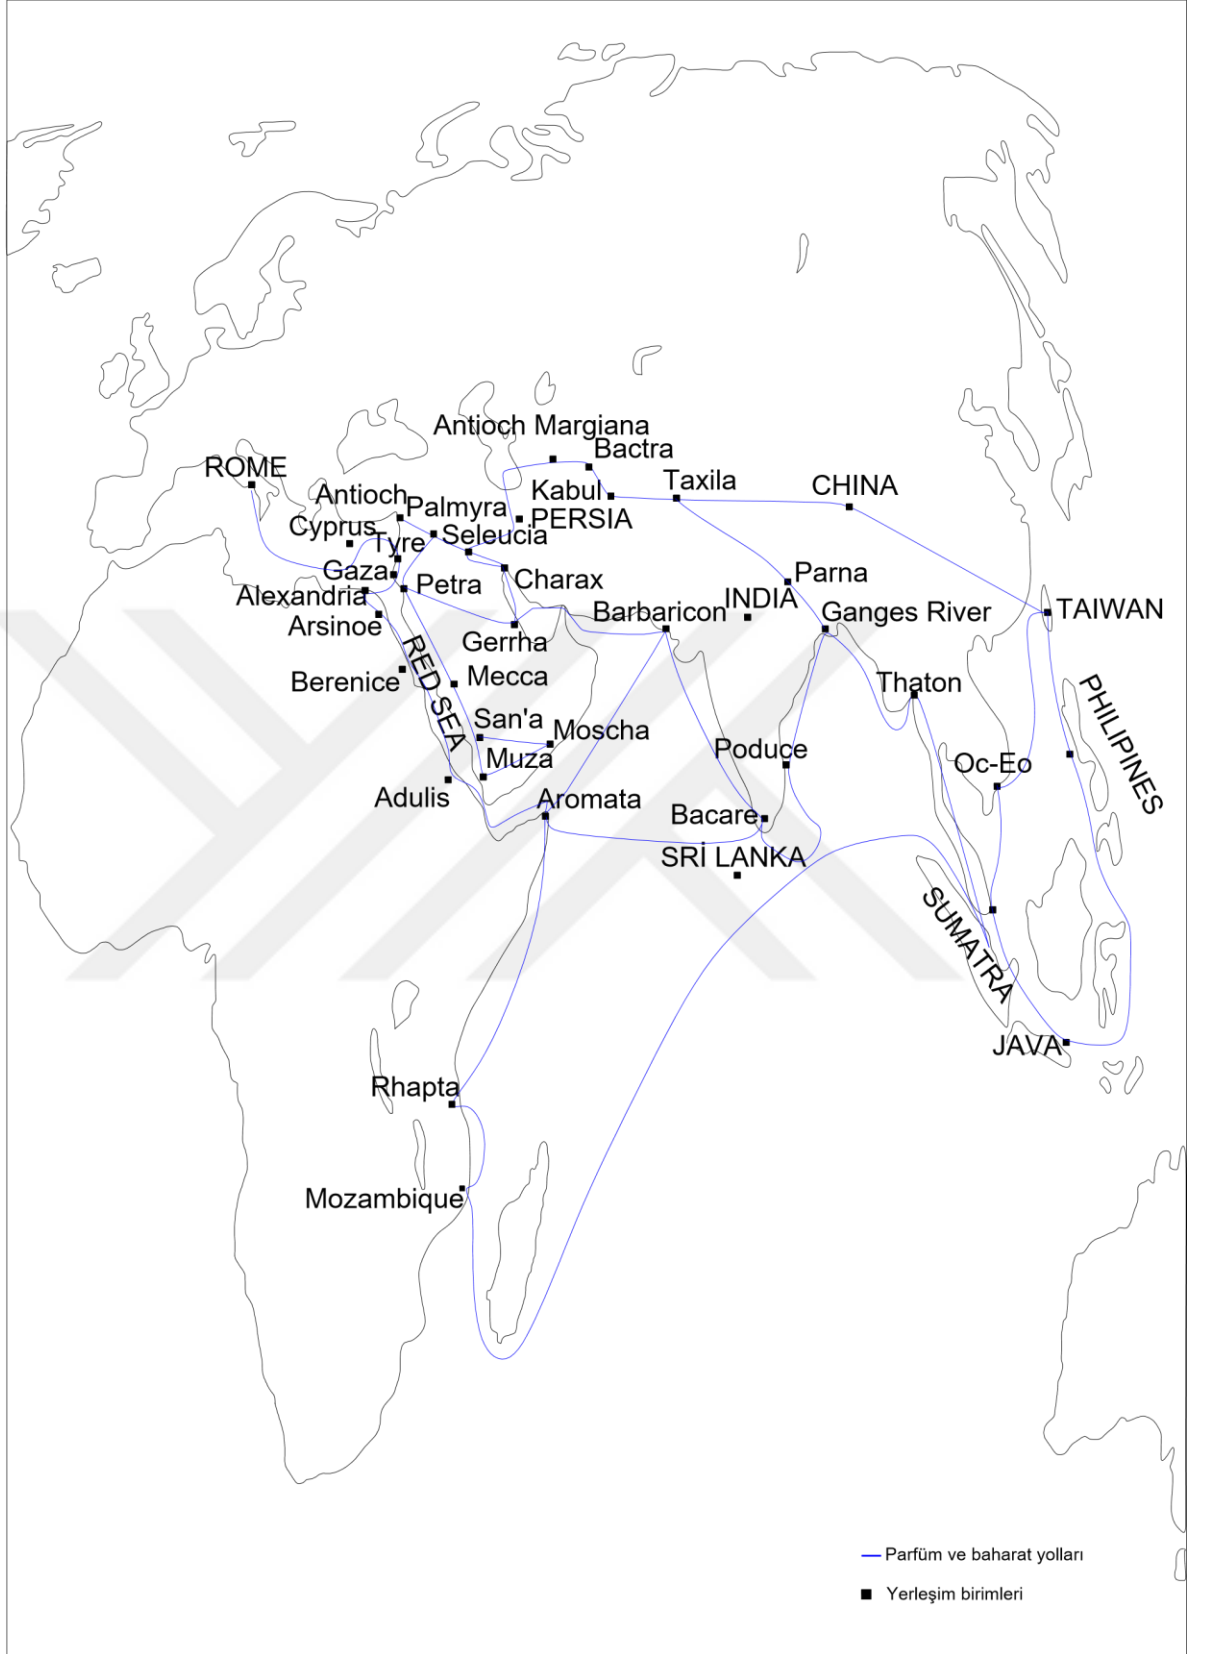 Antioch Margiana
Bactra
ROME
Taxila
CHINA
Kabul
Antioch
Palmyra
PERSIA
Cyprus
Tyre
Seleucia
Gaza
Petra
Charax
Parna
Alexandria
INDIA
TAIWAN
Arsinoe
Barbaricon
Ganges River
Gerrha
RED SEA
Berenice
Mecca
Thaton
PHILIPINES
San'a
Moscha
Muza
Poduce
Oc-Eo
Adulis
Aromata
Bacare
SRİ LANKA
SUMATRA
JAVA
Rhapta
Mozambique
Parfüm ve baharat yolları
Yerleşim birimleri